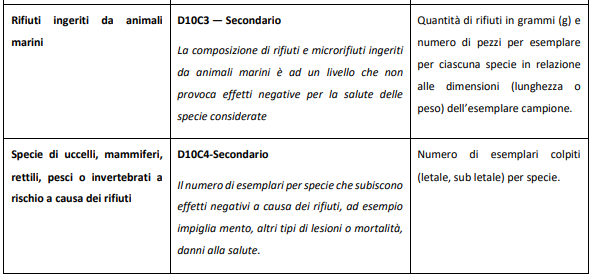 Rifiuti ingeriti da animali
marini
D10C3 — Secondario
La composizione di rifiuti e microrifiuti ingeriti
da animali marini è ad un livello che non
provoca effetti negative per la salute delle
specie considerate
Quantità di rifiuti in grammi (g) e
numero di pezzi per esemplare
per ciascuna specie in relazione
alle dimensioni (lunghezza o
peso) dell'esemplare campione.
Specie di uccelli, mammiferi,
rettili, pesci o invertebrati a
rischio a causa dei rifiuti
D10C4-Secondario
Il numero di esemplari per specie che subiscono
effetti negativi a causa dei rifiuti, ad esempio
impiglia mento, altri tipi di lesioni o mortalità,
danni alla salute.
Numero di esemplari colpiti
(letale, sub letale) per specie.